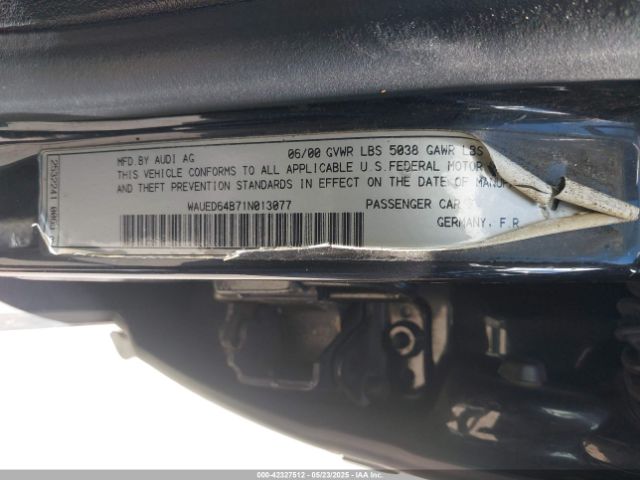 MFD.BY AUDI AG 06/00 GVWR LBS 5038 GAWR LBS
THIS VEHICLE CONFORMS TO ALL APPLICABLE U.S.FEDERAL MOTOR
AND THEFT PREVENTION STANDARDS IN EFFECT ON THE DATE OF MANUF
WAUED64B71N013077 PASSENGER CAR
GERMANY, F.R.
000-42327512 05/23/2025 IAAI Inc.